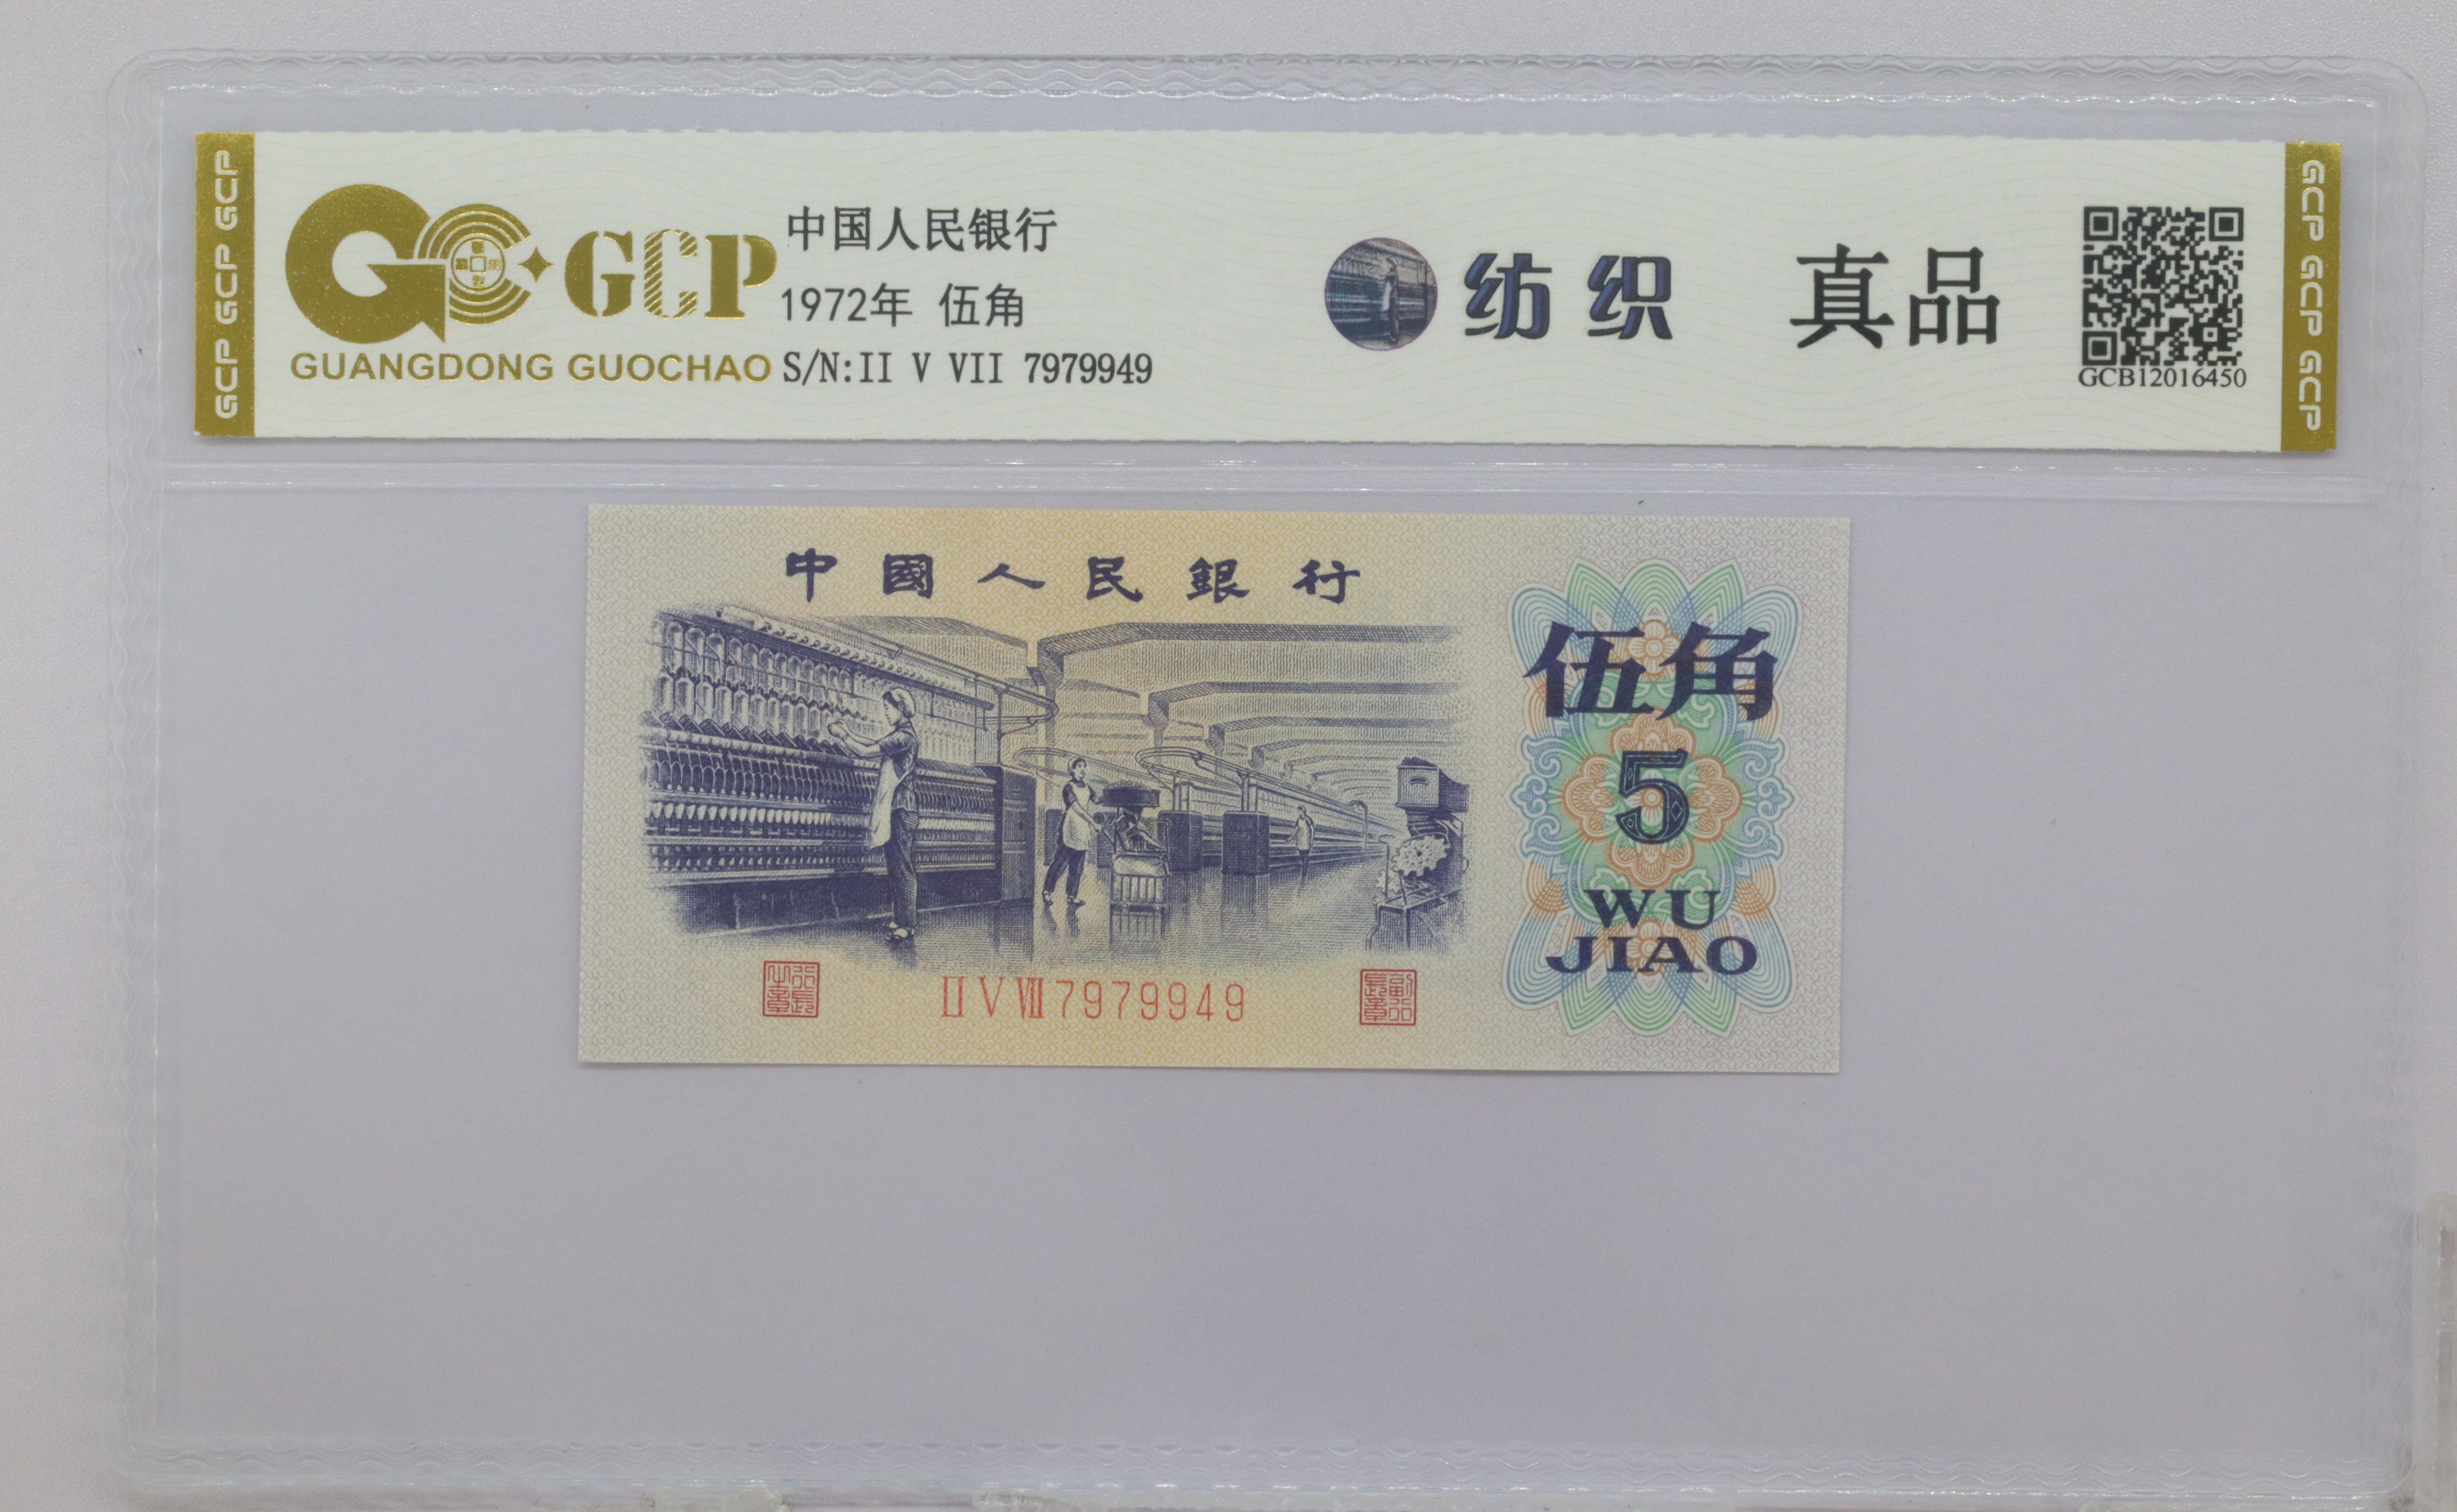 GCP GCP GCP
GCP
GUANGDONG GUOCHAO
中国人民银行
1972年 伍角
S/N:II V VII 7979949
纺织
真品
GCB12016450
GCP GCP GCP
中國人民銀行
伍角
5
WU
JIAO
II V VII 7979949